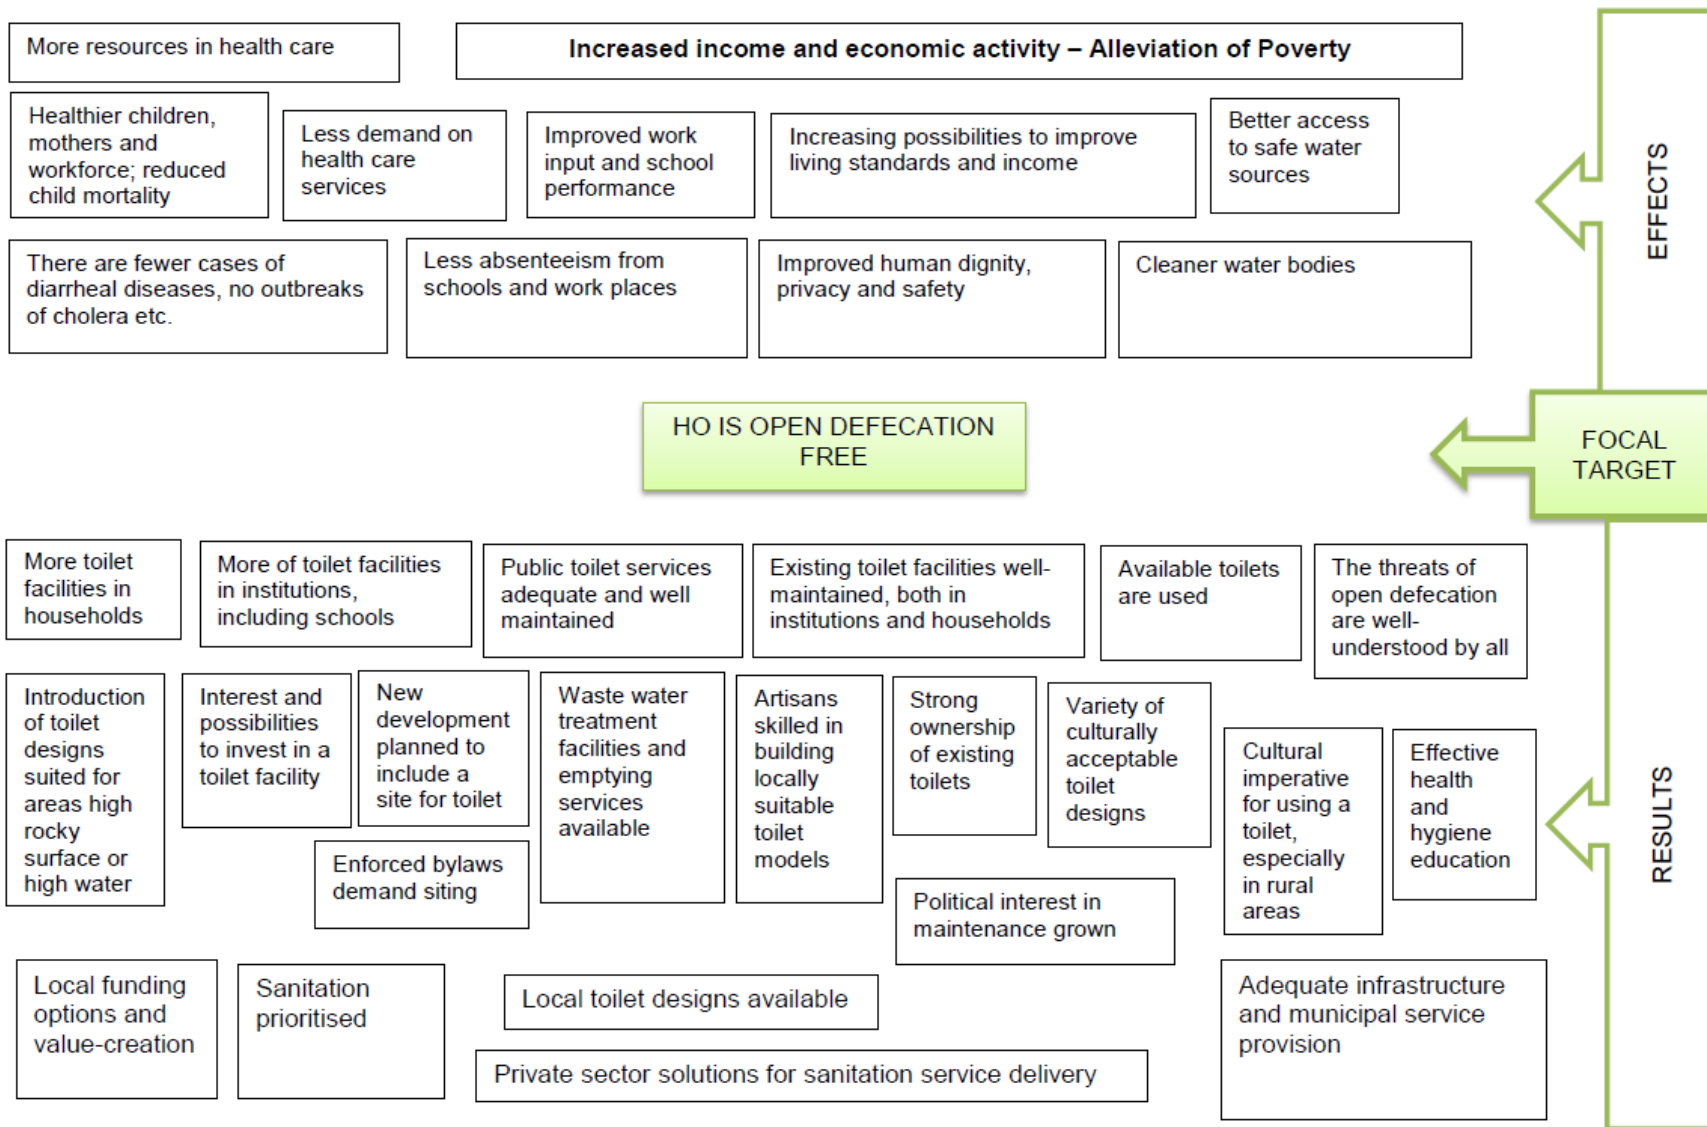 More resources in health care
Increased income and economic activity – Alleviation of Poverty
Healthier children,
mothers and
workforce; reduced
child mortality
Less demand on
health care
services
Improved work
input and school
performance
Increasing possibilities to improve
living standards and income
Better access
to safe water
sources
There are fewer cases of
diarrheal diseases, no outbreaks
of cholera etc.
Less absenteeism from
schools and work places
Improved human dignity,
privacy and safety
Cleaner water bodies
EFFECTS
HO IS OPEN DEFECATION
FREE
FOCAL
TARGET
More toilet
facilities in
households
More of toilet facilities
in institutions,
including schools
Public toilet services
adequate and well
maintained
Existing toilet facilities well-
maintained, both in
institutions and households
Available toilets
are used
The threats of
open defecation
are well-
understood by all
Introduction
of toilet
designs
suited for
areas high
rocky
surface or
high water
Interest and
possibilities
to invest in a
toilet facility
New
development
planned to
include a
site for toilet
Enforced bylaws
demand siting
Waste water
treatment
facilities and
emptying
services
available
Artisans
skilled in
building
locally
suitable
toilet
models
Strong
ownership
of existing
toilets
Variety of
culturally
acceptable
toilet
designs
Political interest in
maintenance grown
Cultural
imperative
for using a
toilet,
especially
in rural
areas
Effective
health
and
hygiene
education
RESULTS
Local funding
options and
value-creation
Sanitation
prioritised
Local toilet designs available
Private sector solutions for sanitation service delivery
Adequate infrastructure
and municipal service
provision